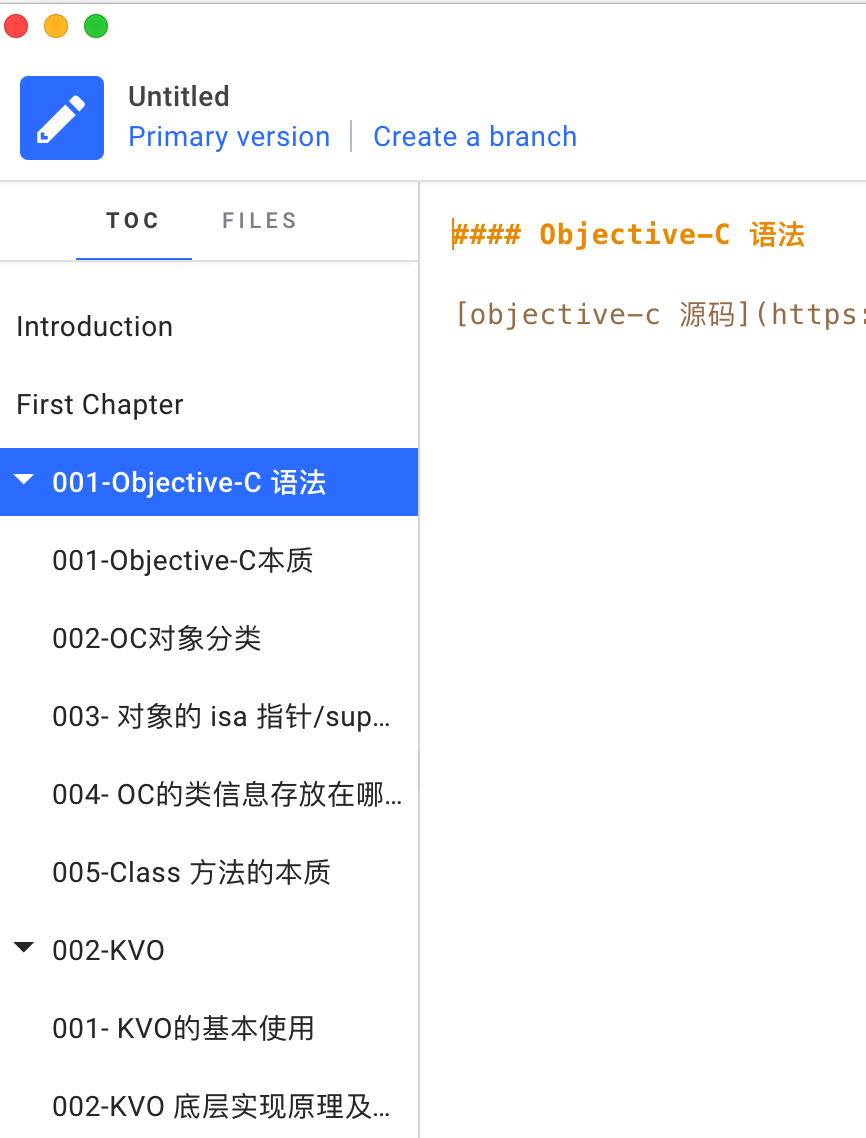 Untitled
Primary version | Create a branch
TOC FILES
Introduction
First Chapter
001-Objective-C 语法
001-Objective-C本质
002-OC对象分类
003- 对象的 isa 指针/sup...
004- OC的类信息存放在哪...
005-Class 方法的本质
002-KVO
001- KVO的基本使用
002-KVO 底层实现原理及...
#### Objective-C 语法
[objective-c 源码](https: